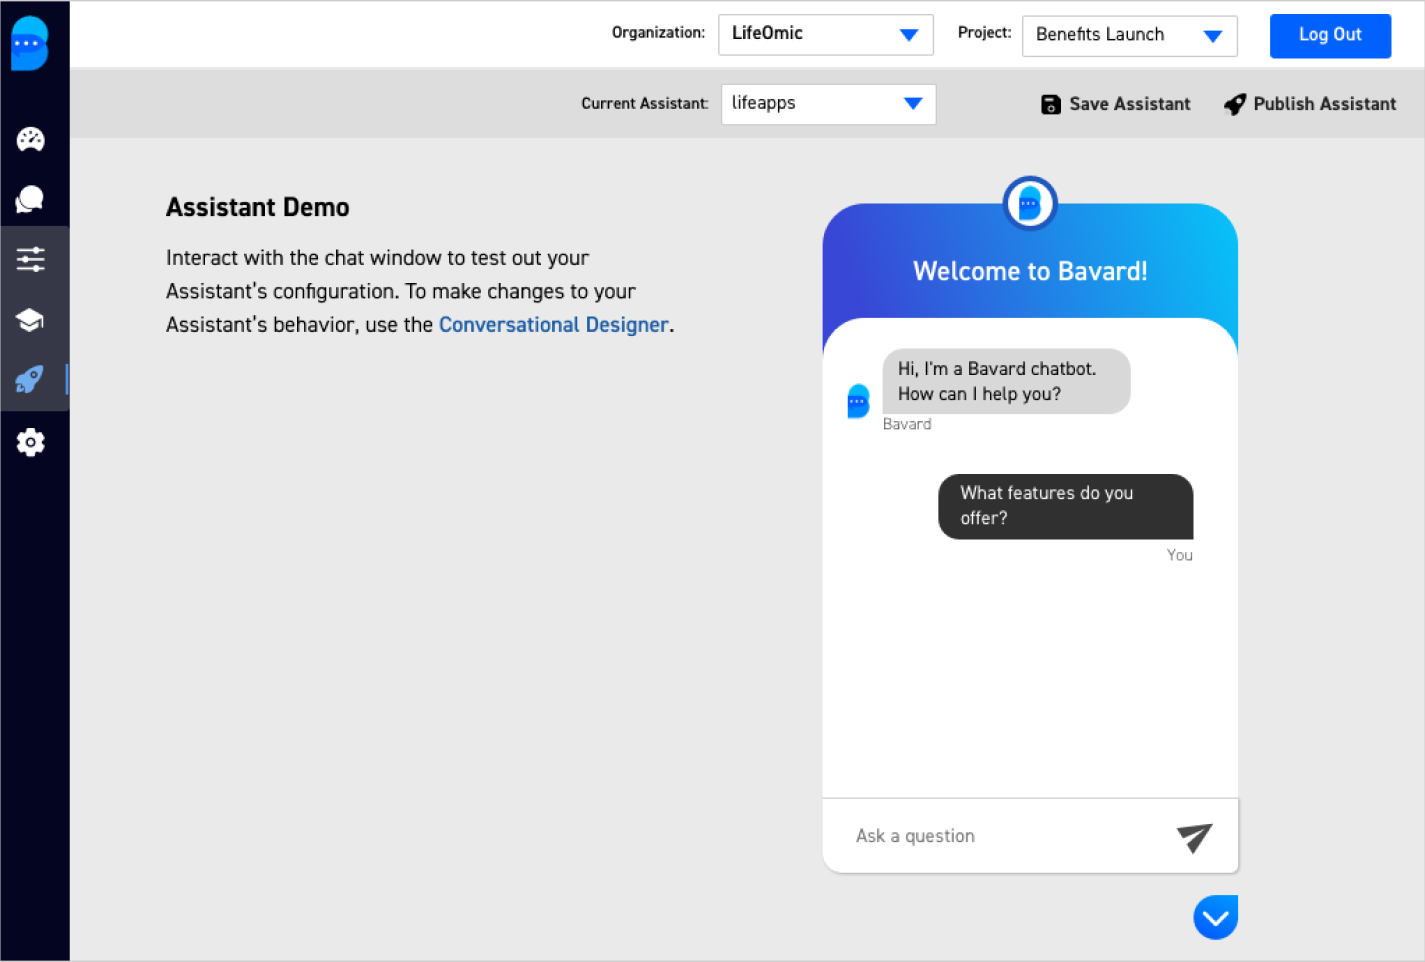 Organization:
LifeOmic
Project:
Benefits Launch
Log Out
Current Assistant:
lifeapps
Save Assistant
Publish Assistant
Assistant Demo
Interact with the chat window to test out your
Assistant's configuration. To make changes to your
Assistant's behavior, use the Conversational Designer.
Welcome to Bavard!
Hi, I'm a Bavard chatbot.
How can I help you?
Bavard
What features do you
offer?
You
Ask a question